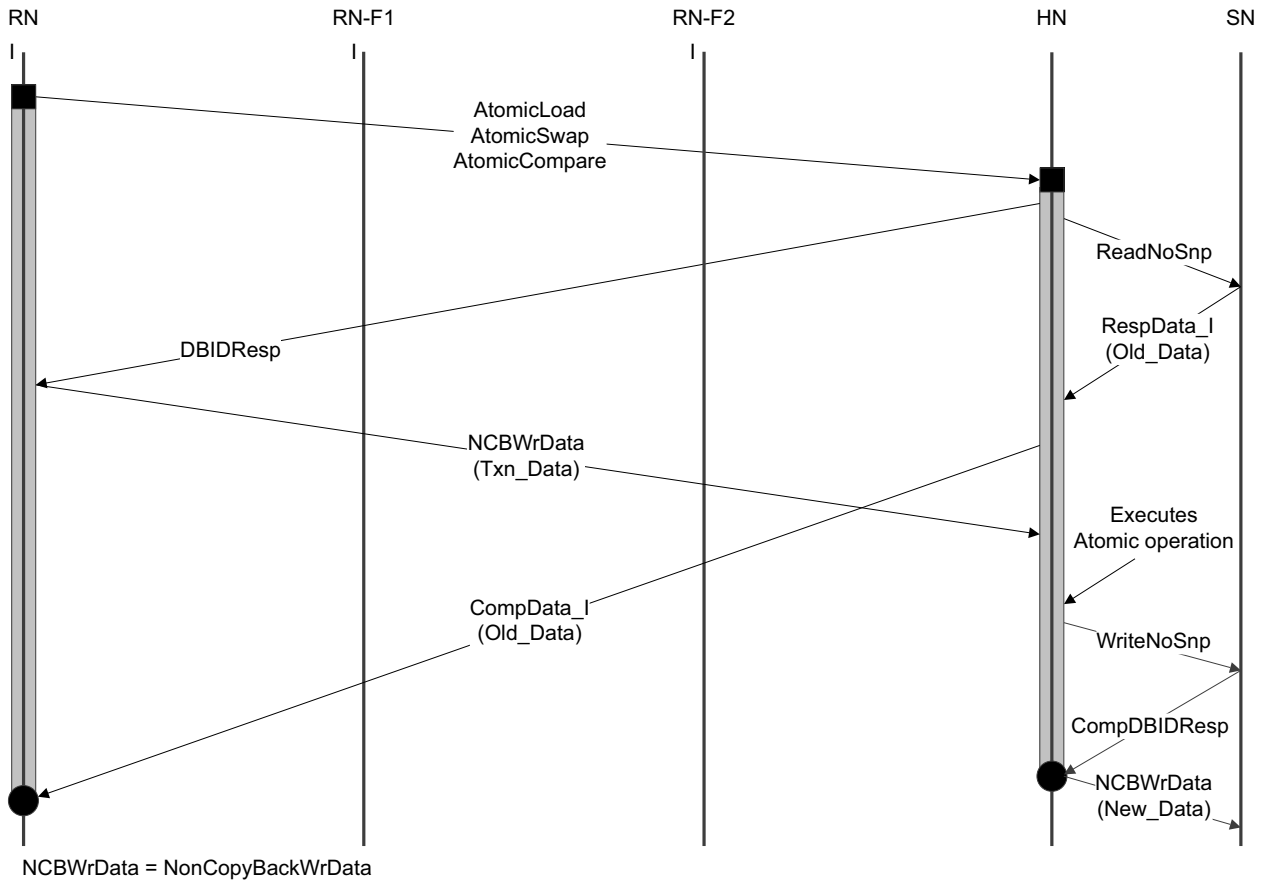 RN RN-F1 RN-F2 HN SN
I I I
AtomicLoad
AtomicSwap
AtomicCompare
ReadNoSnp
RespData_I
(Old_Data)
DBIDResp
NCBWrData
(Txn_Data)
Executes
Atomic operation
CompData_I
(Old_Data)
WriteNoSnp
CompDBIDResp
NCBWrData
(New_Data)
NCBWrData = NonCopyBackWrData